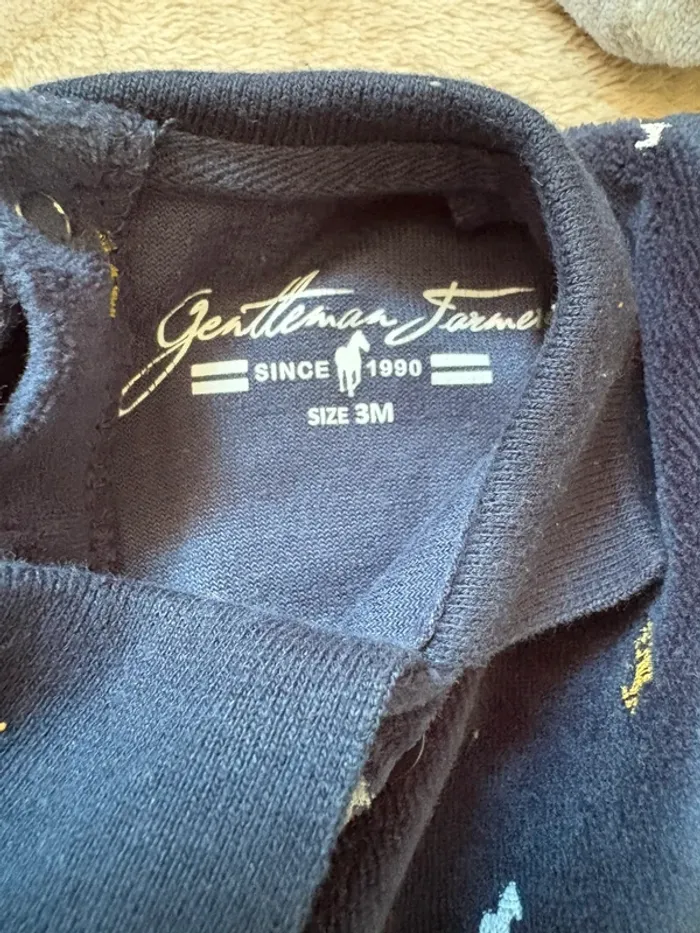 Gentleman Farmer
SINCE 1990
SIZE 3M